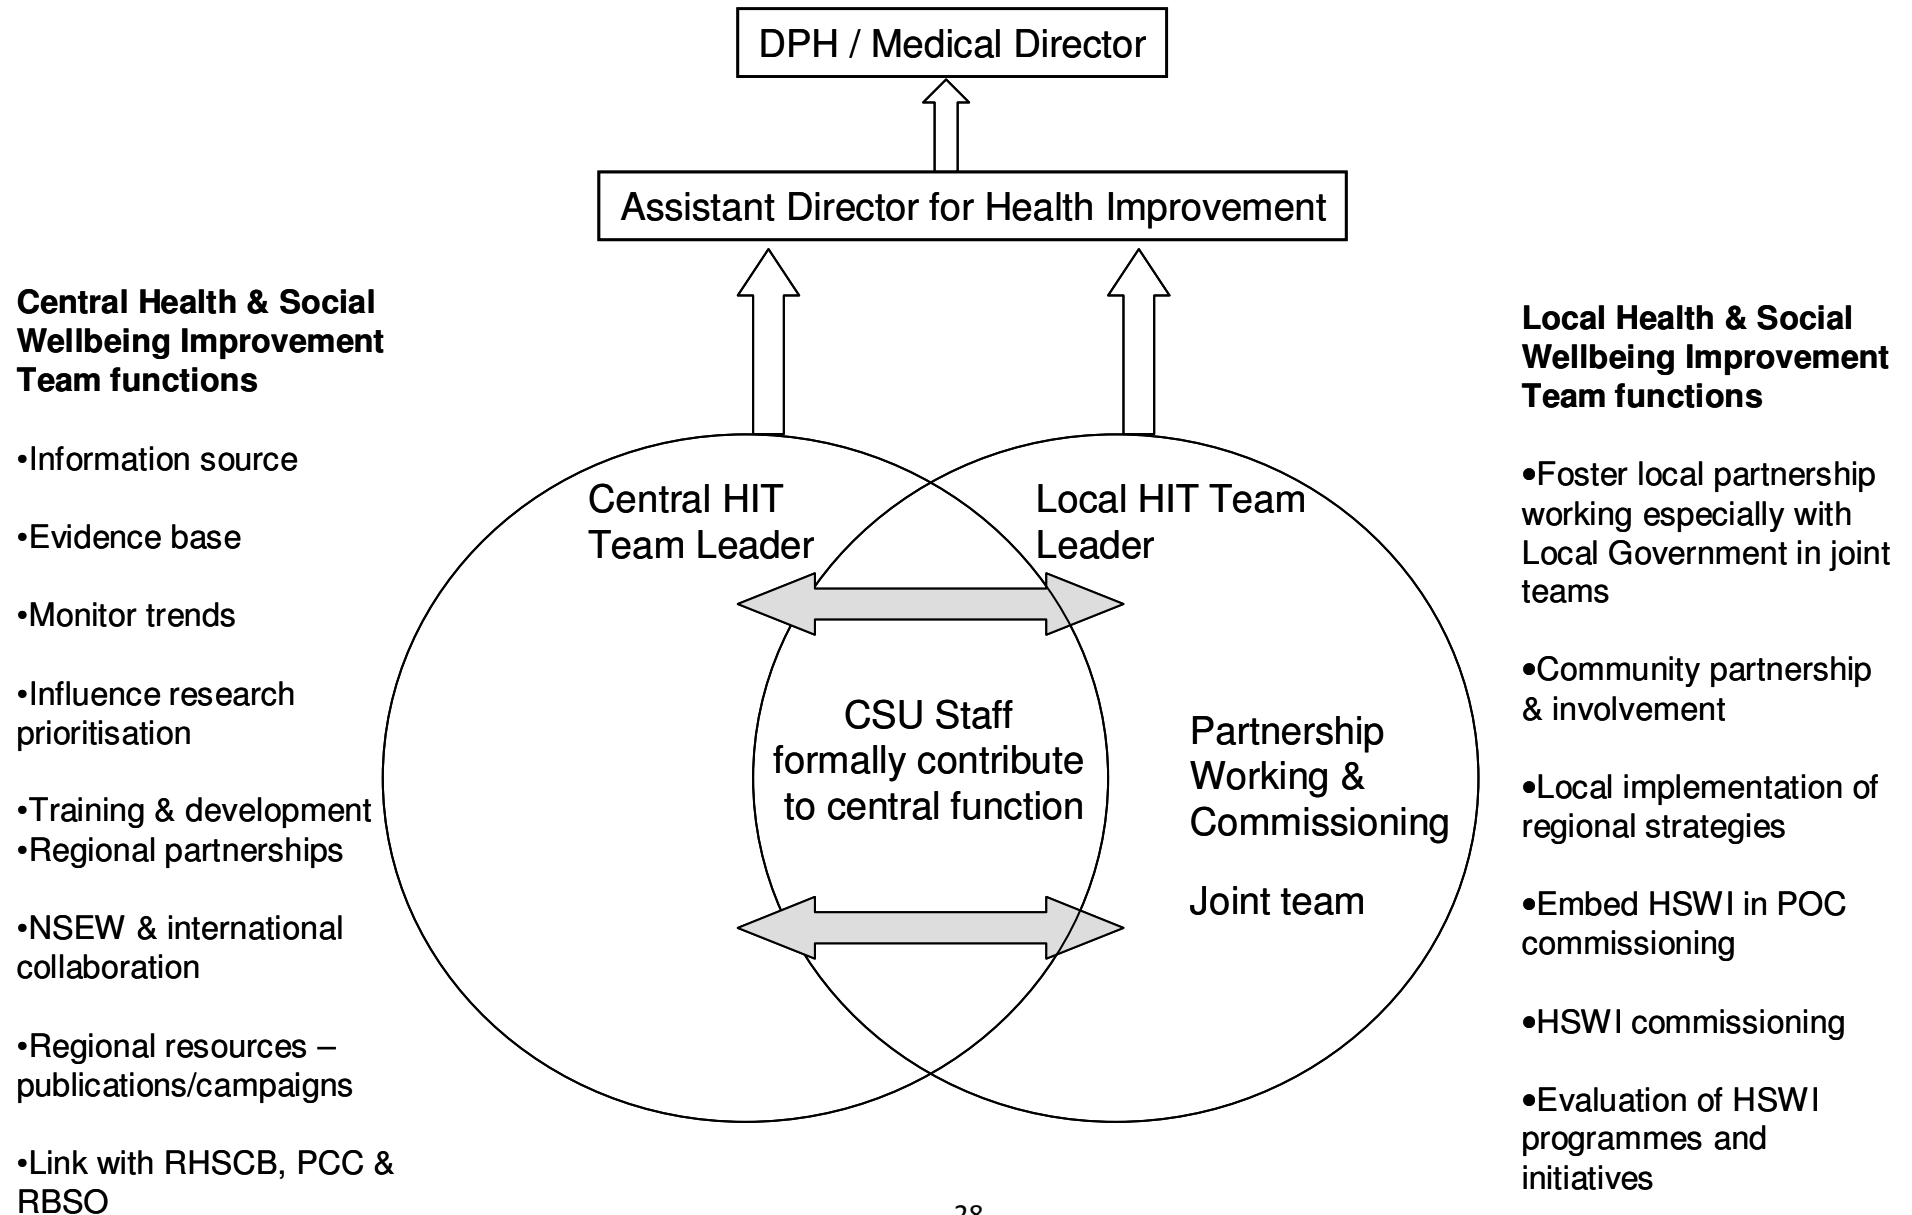 DPH / Medical Director
Assistant Director for Health Improvement
Central Health & Social
Wellbeing Improvement
Team functions
•Information source
•Evidence base
•Monitor trends
•Influence research
prioritisation
•Training & development
•Regional partnerships
•NSEW & international
collaboration
•Regional resources –
publications/campaigns
•Link with RHSCB, PCC &
RBSO
Central HIT
Team Leader
Local HIT Team
Leader
CSU Staff
formally contribute
to central function
Partnership
Working &
Commissioning
Joint team
Local Health & Social
Wellbeing Improvement
Team functions
•Foster local partnership
working especially with
Local Government in joint
teams
•Community partnership
& involvement
•Local implementation of
regional strategies
•Embed HSWI in POC
commissioning
•HSWI commissioning
•Evaluation of HSWI
programmes and
initiatives
28